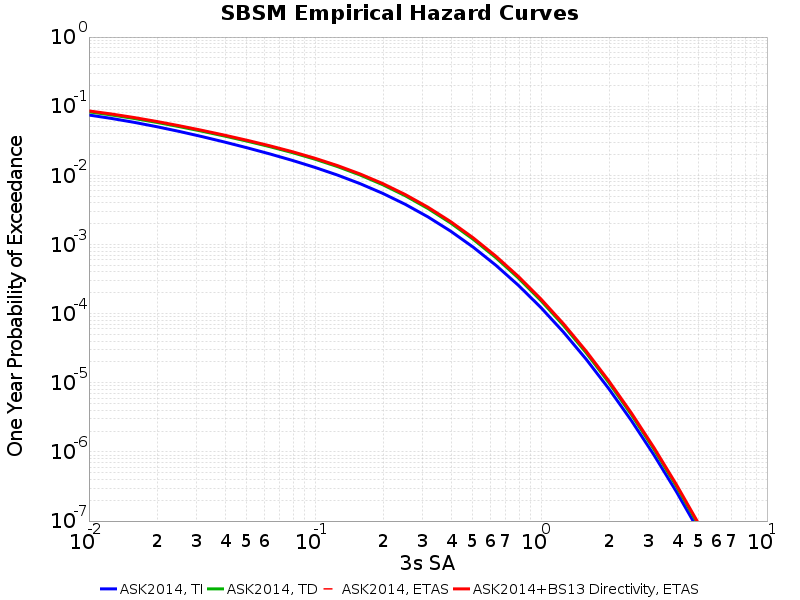 SBSM Empirical Hazard Curves
One Year Probability of Exceedance
10^0
10^-1
10^-2
10^-3
10^-4
10^-5
10^-6
10^-7
10^-2 2 3 4 5 6 10^-1 2 3 4 5 6 7 10^0 2 3 4 5 6 7 10^1
3s SA
ASK2014, TI ASK2014, TD ASK2014, ETAS ASK2014+BS13 Directivity, ETAS